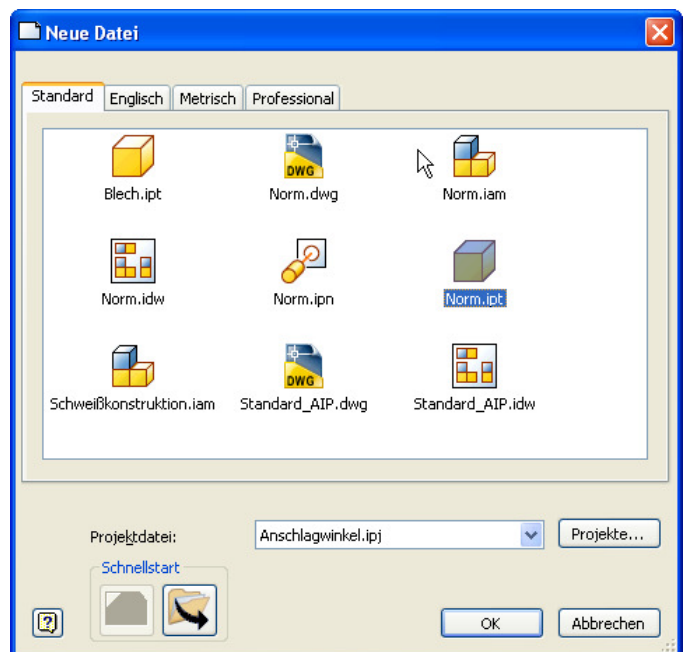 Neue Datei
Standard Englisch Metrisch Professional
DWG
Blech.ipt Norm.dwg Norm.iam
Norm.idw Norm.ipn Norm.ipt
DWG
Schweißkonstruktion.iam Standard_AIP.dwg Standard_AIP.idw
Projektdatei: Anschlagwinkel.ipj Projekte...
Schnellstart
OK Abbrechen